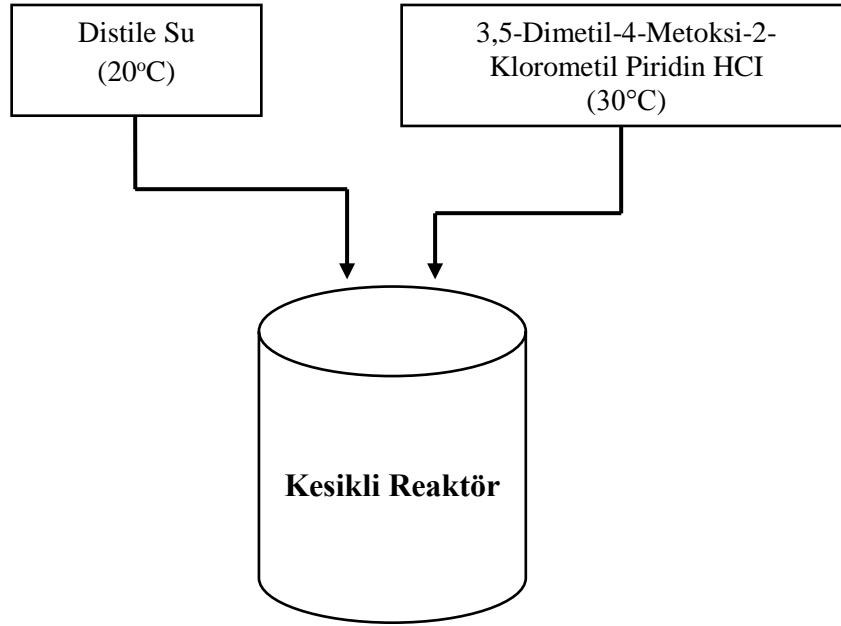 Distile Su
(20°C)
3,5-Dimetil-4-Metoksi-2-
Klorometil Piridin HCI
(30°C)
Kesikli Reaktör